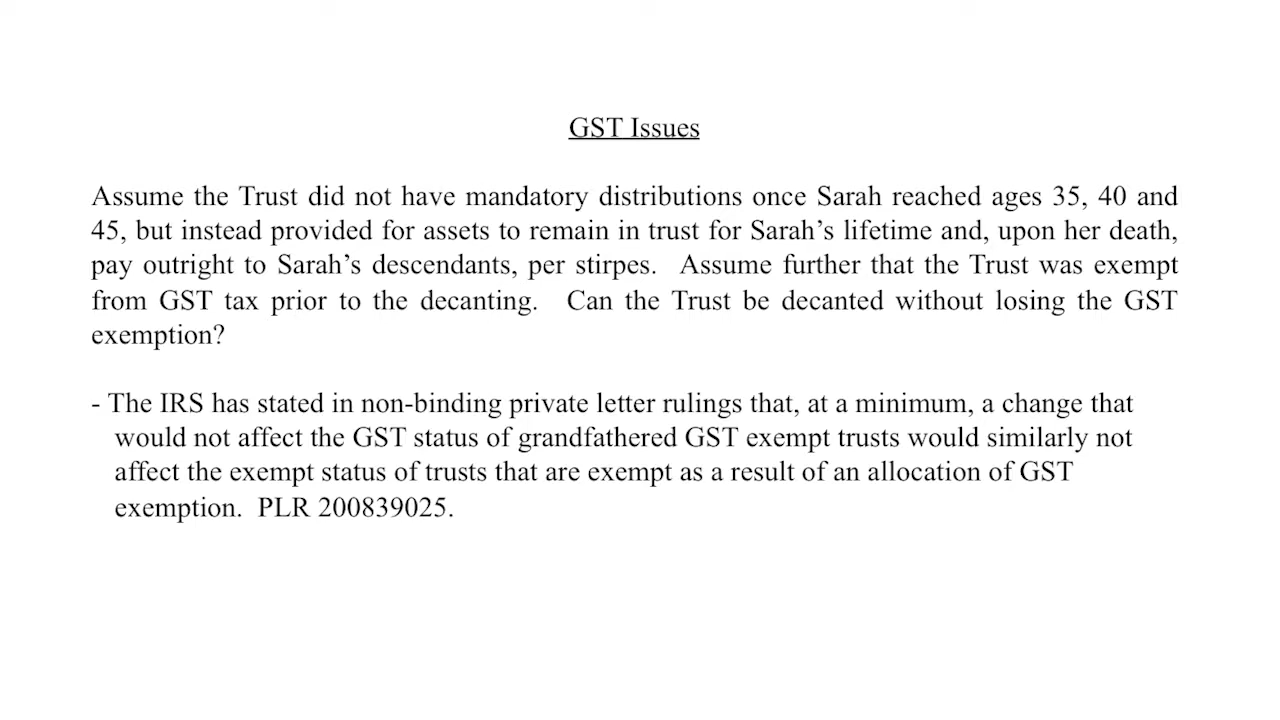 GST Issues
Assume the Trust did not have mandatory distributions once Sarah reached ages 35, 40 and
45, but instead provided for assets to remain in trust for Sarah’s lifetime and, upon her death,
pay outright to Sarah’s descendants, per stirpes. Assume further that the Trust was exempt
from GST tax prior to the decanting. Can the Trust be decanted without losing the GST
exemption?
- The IRS has stated in non-binding private letter rulings that, at a minimum, a change that
would not affect the GST status of grandfathered GST exempt trusts would similarly not
affect the exempt status of trusts that are exempt as a result of an allocation of GST
exemption. PLR 200839025.